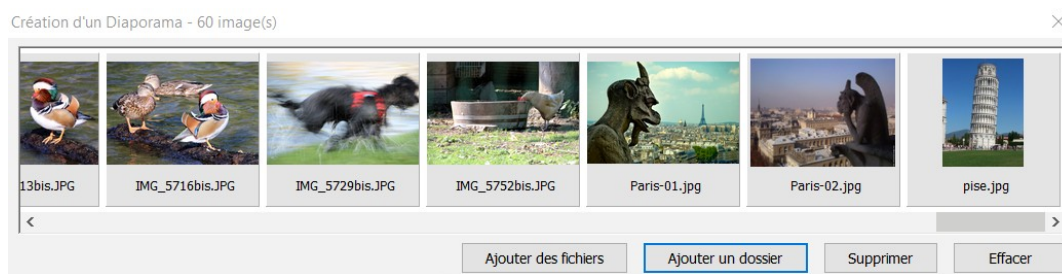 Création d'un Diaporama - 60 image(s)
13bis.JPG IMG_5716bis.JPG IMG_5729bis.JPG IMG_5752bis.JPG Paris-01.jpg Paris-02.jpg pise.jpg
Ajouter des fichiers Ajouter un dossier Supprimer Effacer